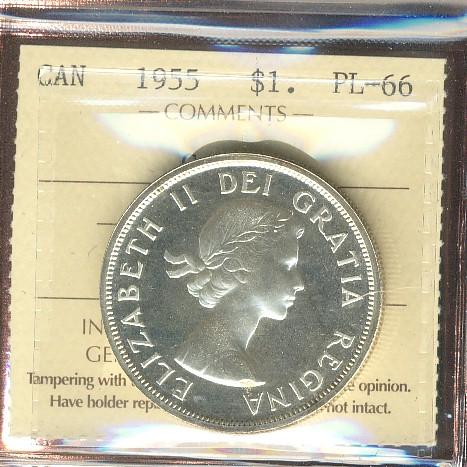 CAN 1955 $1. PL-66
— COMMENTS —
ELIZABETH II DEI GRATIA REGINA
IN
GE
Tampering with e opinion.
Have holder rep not intact.